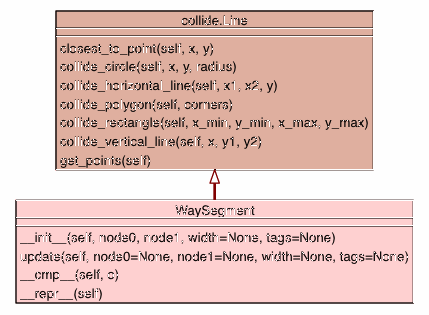 collide.Line
closest_to_point(self, x, y)
collide_circle(self, x, y, radius)
collide_horizontal_line(self, x1, x2, y)
collide_polygon(self, corners)
collide_rectangle(self, x_min, y_min, x_max, y_max)
collide_vertical_line(self, x, y1, y2)
get_points(self)
WaySegment
__init__(self, node0, node1, width=None, tags=None)
update(self, node0=None, node1=None, width=None, tags=None)
__cmp__(self, o)
__repr__(self)